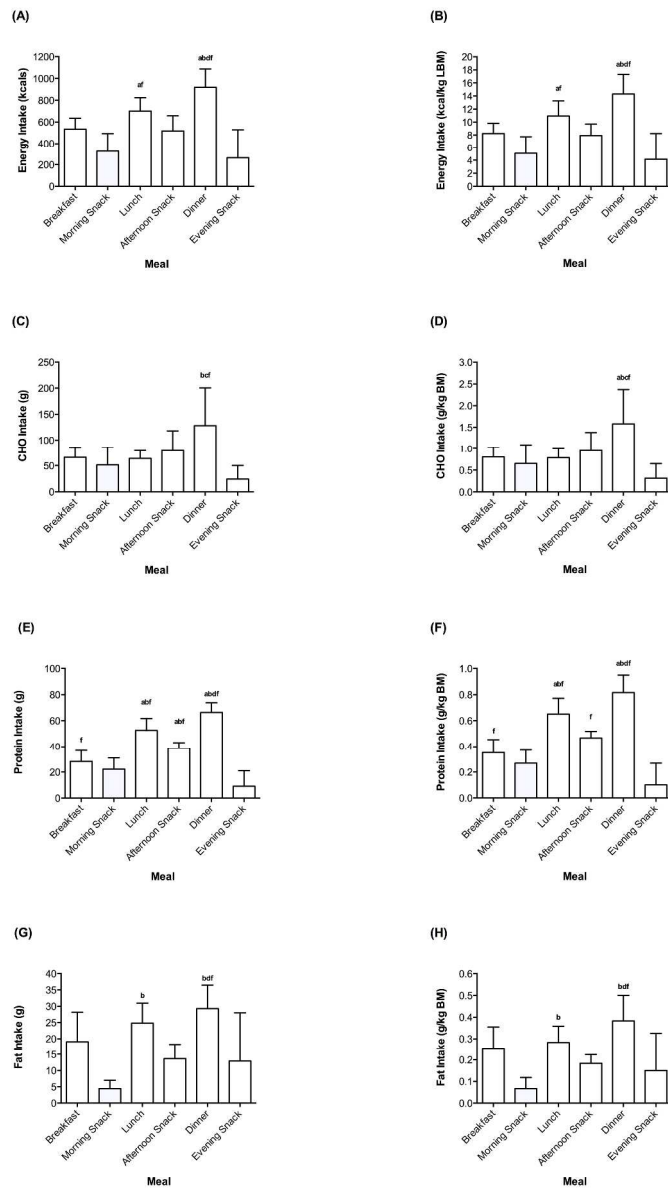 (A)
Energy Intake (kcals)
1200
1000
800
600
400
200
0
af
abdf
Breakfast
Morning Snack
Lunch
Afternoon Snack
Dinner
Evening Snack
Meal
(B)
Energy Intake (kcal/kg LBM)
20
18
16
14
12
10
8
6
4
2
0
af
abdf
Breakfast
Morning Snack
Lunch
Afternoon Snack
Dinner
Evening Snack
Meal
(C)
CHO Intake (g)
250
200
150
100
50
0
bcf
Breakfast
Morning Snack
Lunch
Afternoon Snack
Dinner
Evening Snack
Meal
(D)
CHO Intake (g/kg BM)
3.0
2.5
2.0
1.5
1.0
0.5
0.0
abcf
Breakfast
Morning Snack
Lunch
Afternoon Snack
Dinner
Evening Snack
Meal
(E)
Protein Intake (g)
100
80
60
40
20
0
f
abf
abf
abdf
Breakfast
Morning Snack
Lunch
Afternoon Snack
Dinner
Evening Snack
Meal
(F)
Protein Intake (g/kg BM)
1.0
0.8
0.6
0.4
0.2
0.0
f
abf
f
abdf
Breakfast
Morning Snack
Lunch
Afternoon Snack
Dinner
Evening Snack
Meal
(G)
Fat Intake (g)
40
35
30
25
20
15
10
5
0
b
bdf
Breakfast
Morning Snack
Lunch
Afternoon Snack
Dinner
Evening Snack
Meal
(H)
Fat Intake (g/kg BM)
0.6
0.5
0.4
0.3
0.2
0.1
0.0
b
bdf
Breakfast
Morning Snack
Lunch
Afternoon Snack
Dinner
Evening Snack
Meal